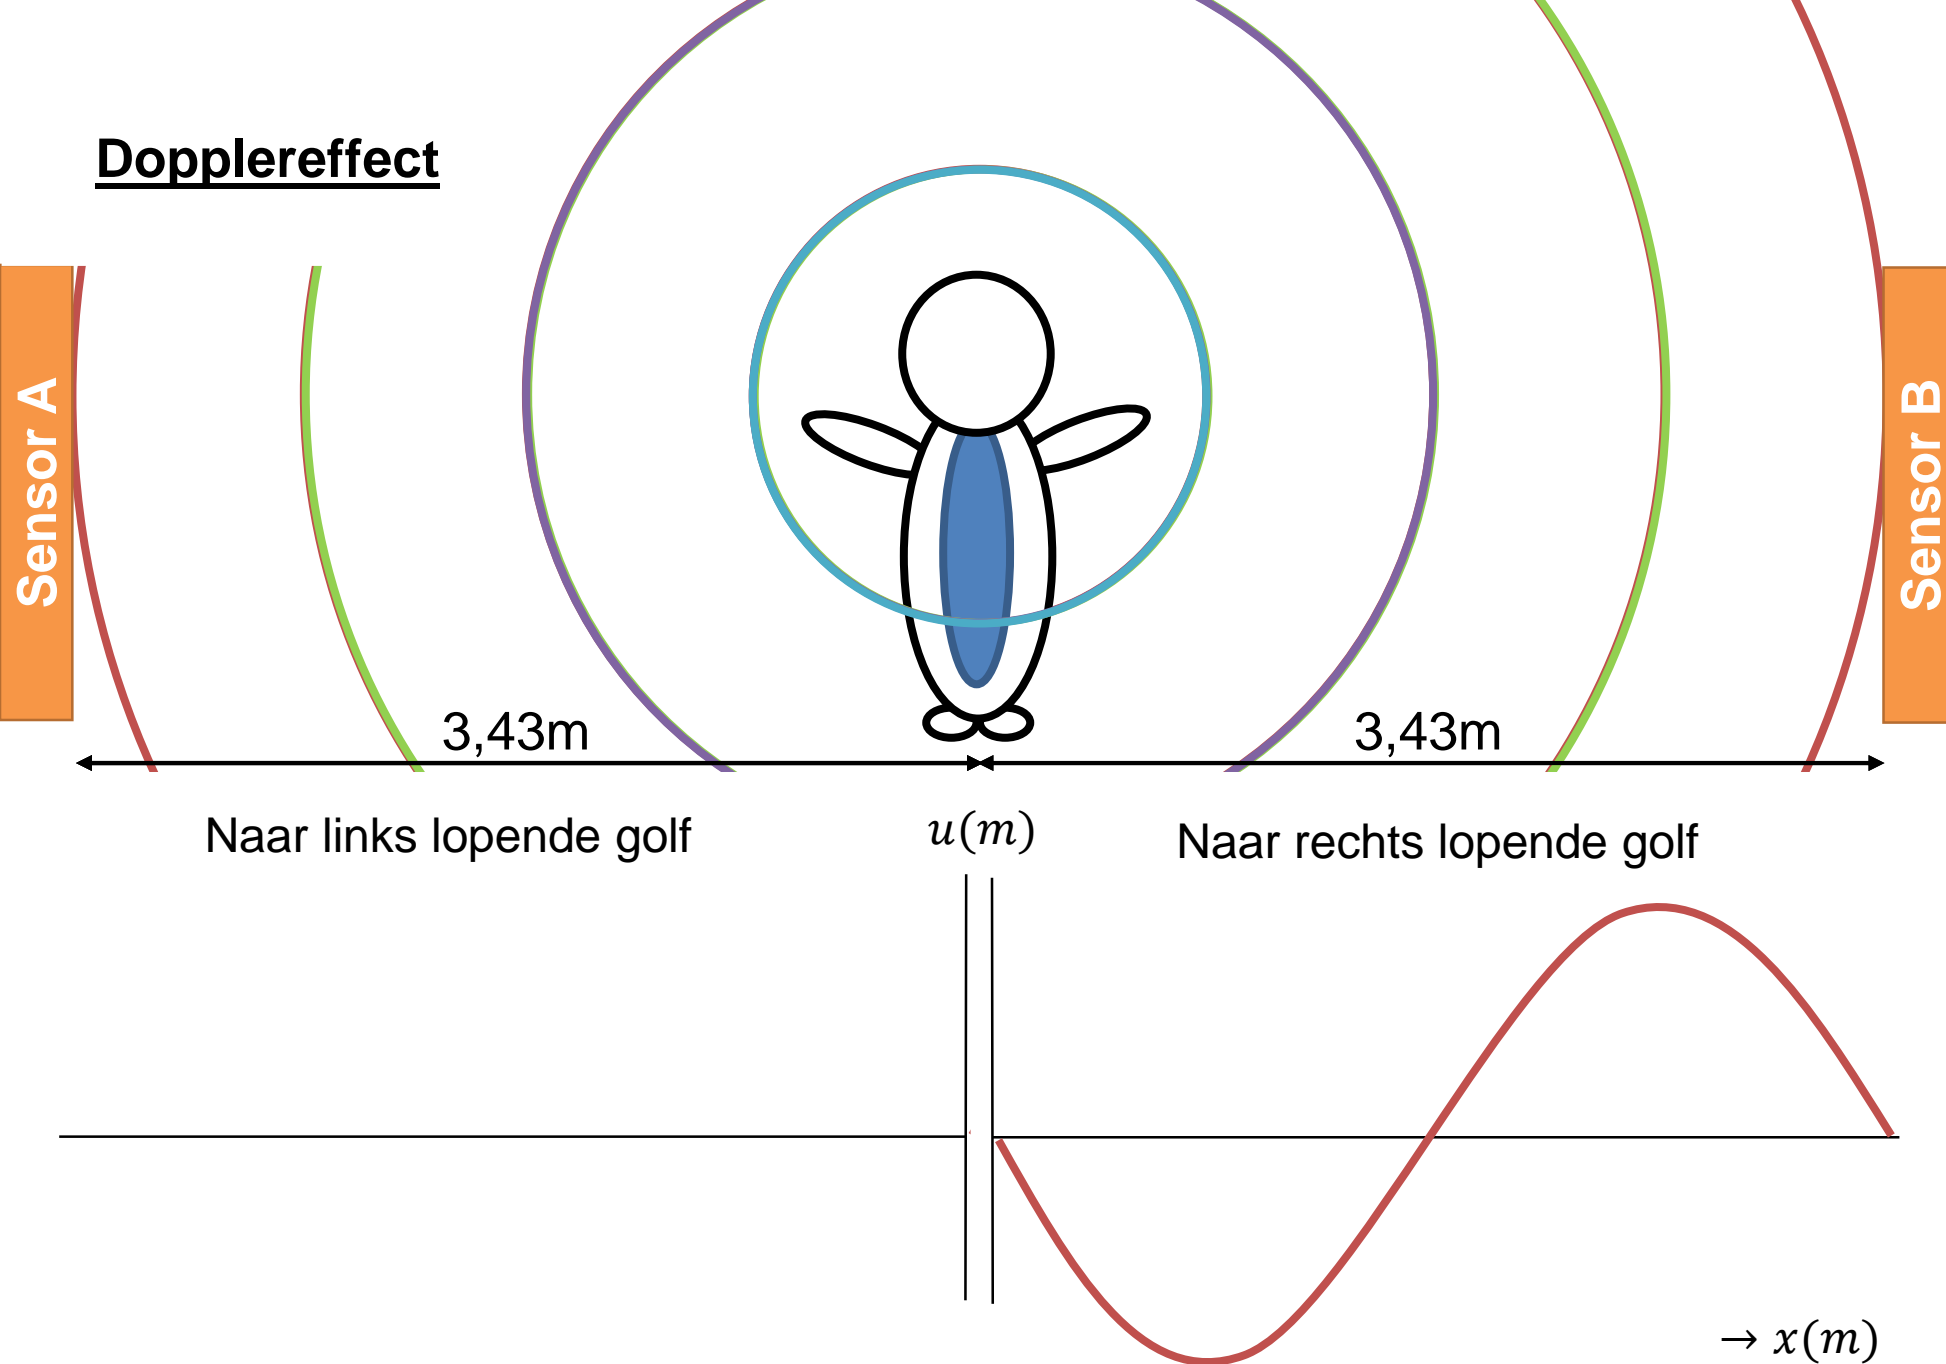 Dopplereffect
Sensor A
Sensor B
3,43m
3,43m
Naar links lopende golf
u(m)
Naar rechts lopende golf
→ x(m)